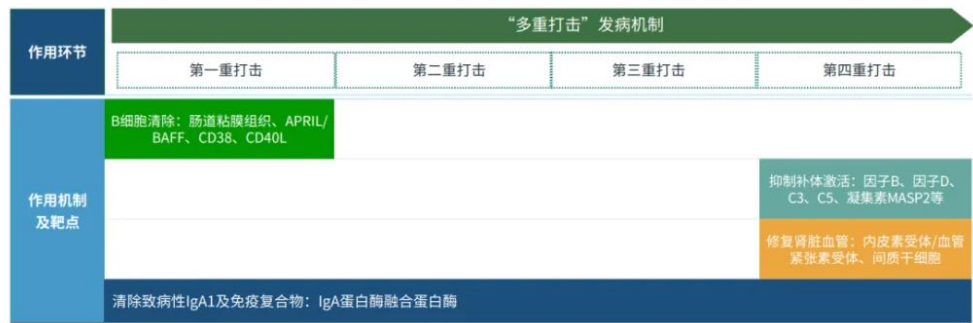 “多重打击”发病机制
作用环节
第一重打击
第二重打击
第三重打击
第四重打击
B细胞清除：肠道粘膜组织、APRIL/
BAFF、CD38、CD40L
作用机制
及靶点
抑制补体激活：因子B、因子D、
C3、C5、凝集素MASP2等
修复肾脏血管：内皮素受体/血管
紧张素受体、间质干细胞
清除致病性IgA1及免疫复合物：IgA蛋白酶融合蛋白酶